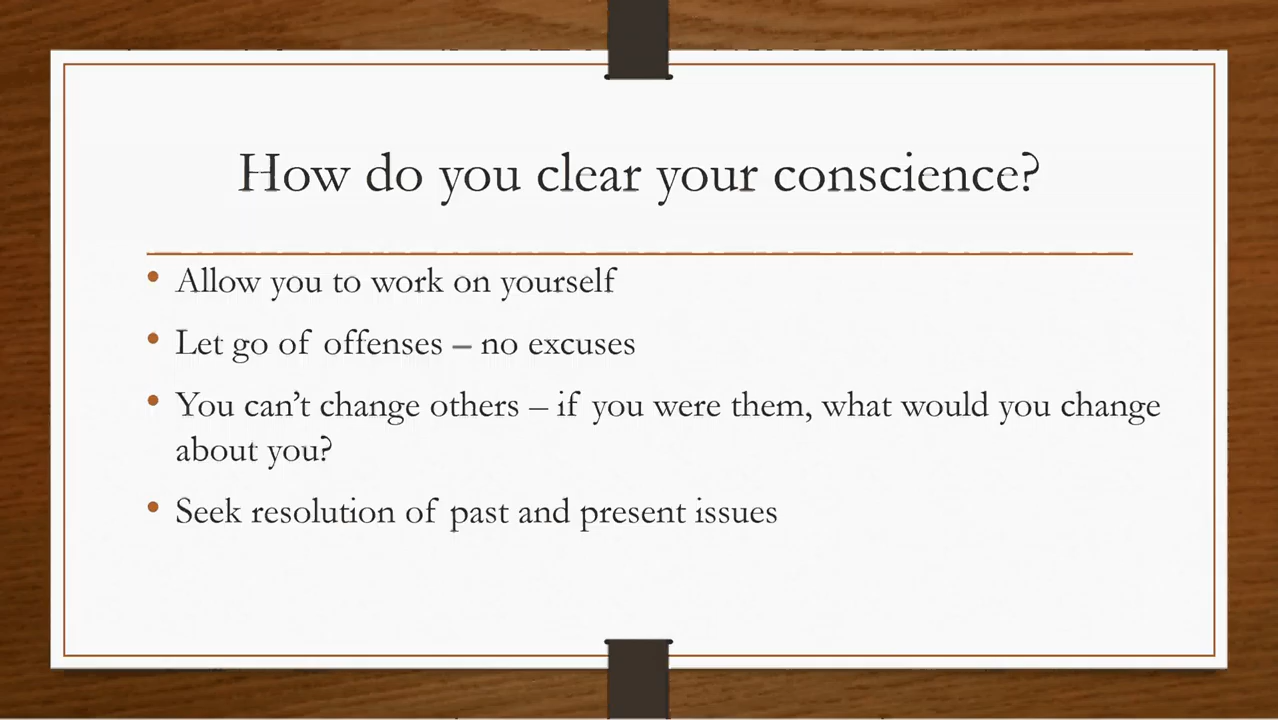 How do you clear your conscience?
• Allow you to work on yourself
• Let go of offenses – no excuses
• You can’t change others – if you were them, what would you change
about you?
• Seek resolution of past and present issues